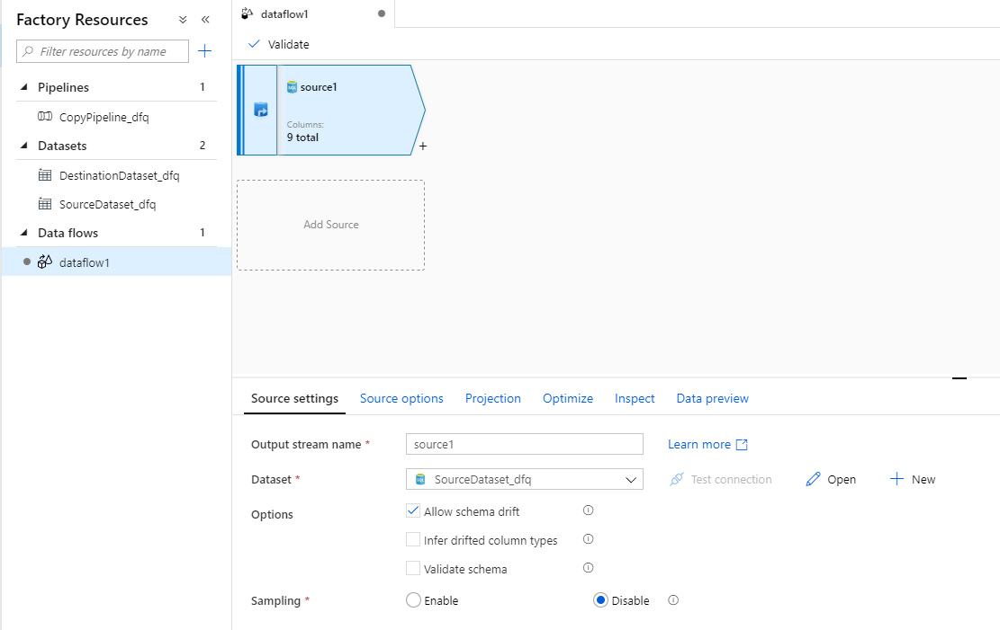 Factory Resources
Filter resources by name
Pipelines 1
CopyPipeline_dfq
Datasets 2
DestinationDataset_dfq
SourceDataset_dfq
Data flows 1
dataflow1
dataflow1
Validate
source1
Columns:
9 total
Add Source
Source settings Source options Projection Optimize Inspect Data preview
Output stream name * source1 Learn more
Dataset * SourceDataset_dfq Test connection Open New
Options Allow schema drift
Infer drifted column types
Validate schema
Sampling * Enable Disable